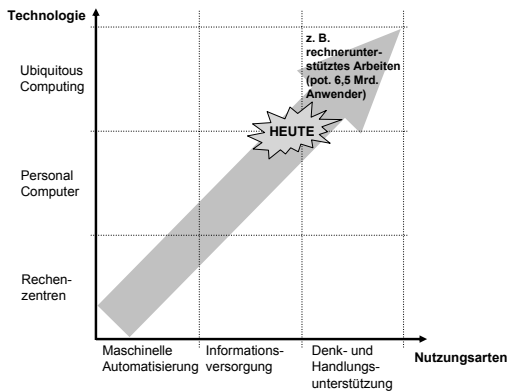 Technologie
z. B.
rechnerunter-
stütztes Arbeiten
(pot. 6,5 Mrd.
Anwender)
Ubiquitous
Computing
HEUTE
Personal
Computer
Rechen-
zentren
Maschinelle
Automatisierung
Informations-
versorgung
Denk- und
Handlungs-
unterstützung
Nutzungsarten